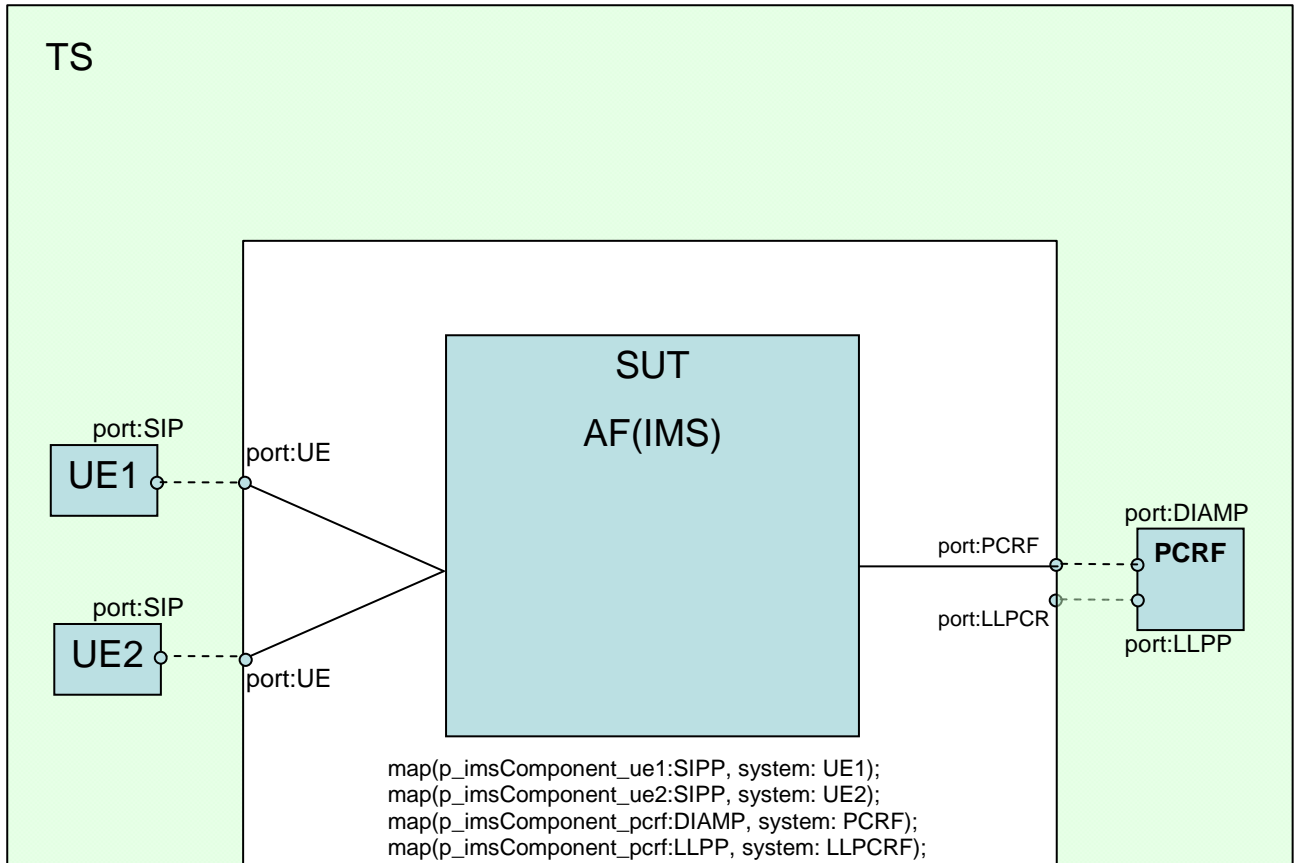 TS
SUT
AF(IMS)
port:SIP
UE1
port:UE
port:SIP
UE2
port:UE
port:PCRF
port:LLPCR
port:DIAMP
PCRF
port:LLPP
map(p_imsComponent_ue1:SIPP, system: UE1);
map(p_imsComponent_ue2:SIPP, system: UE2);
map(p_imsComponent_pcrf:DIAMP, system: PCRF);
map(p_imsComponent_pcrf:LLPP, system: LLPCRF);